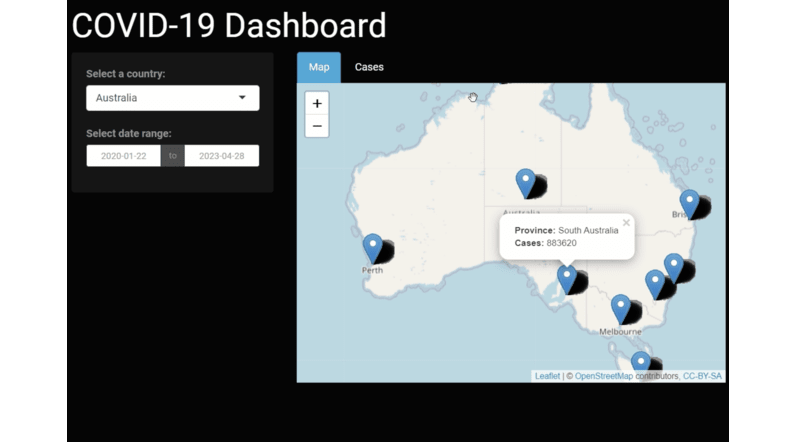 COVID-19 Dashboard
Select a country:
Australia
Select date range:
2020-01-22 to 2023-04-28
Map Cases
+
−
Australia
Bris
Province: South Australia ×
Cases: 883620
Perth
Melbourne
Leaflet | © OpenStreetMap contributors, CC-BY-SA